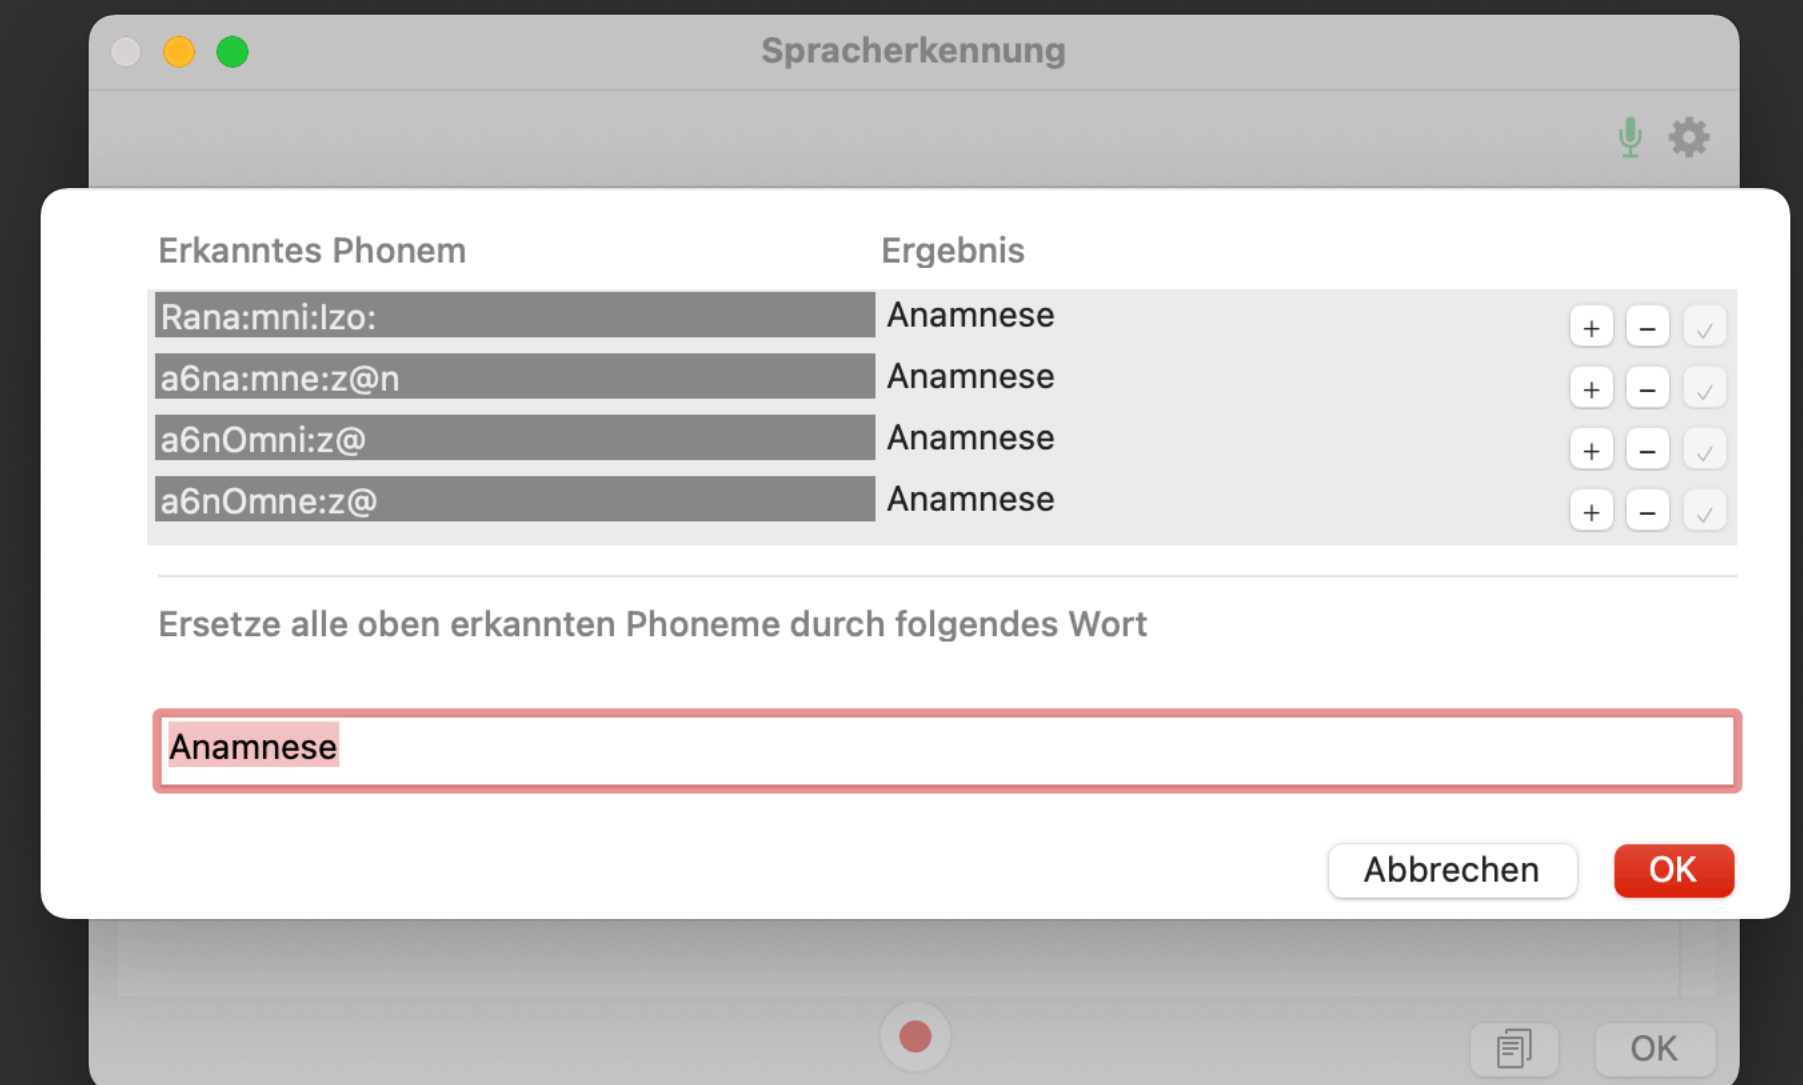 Spracherkennung
Erkanntes Phonem Ergebnis
Rana:mni:Izo: Anamnese
a6na:mne:z@n Anamnese
a6nOmni:z@ Anamnese
a6nOmne:z@ Anamnese
Ersetze alle oben erkannten Phoneme durch folgendes Wort
Anamnese
Abbrechen OK
OK